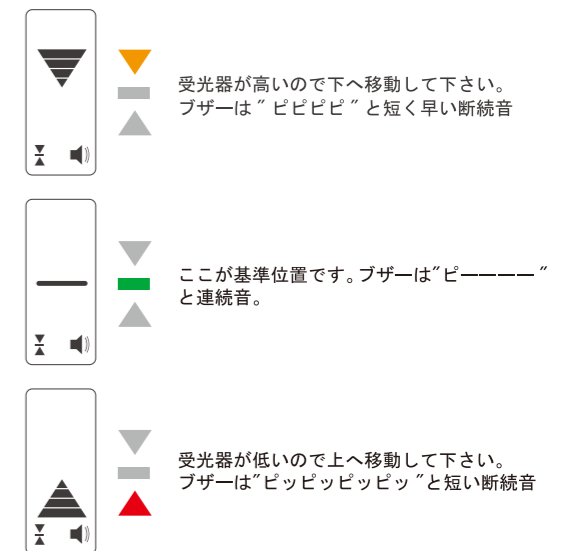 受光器が高いので下へ移動して下さい。
ブザーは〃ピピピピ〃と短く早い断続音
ここが基準位置です。ブザーは〃ピーーーー〃
と連続音。
受光器が低いので上へ移動して下さい。
ブザーは〃ピッピッピッピッ〃と短い断続音